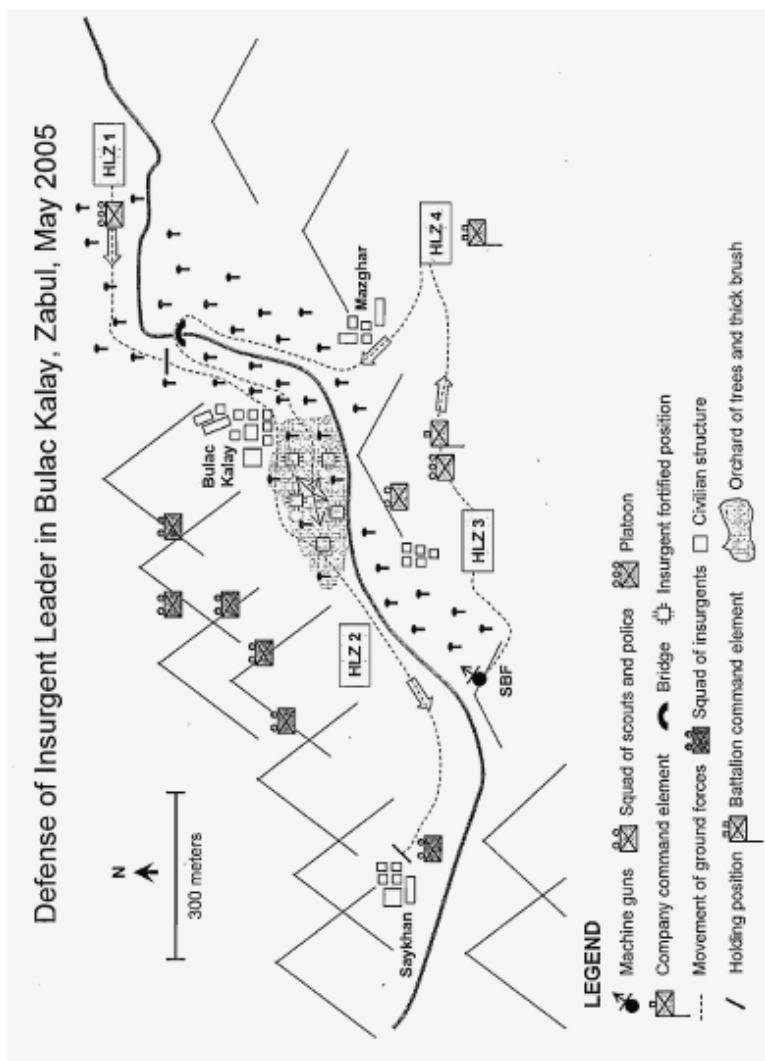 Defense of Insurgent Leader in Bulac Kalay, Zabul, May 2005
N
300 meters
HLZ 1
Bulac
Kalay
Mazghar
HLZ 4
HLZ 2
HLZ 3
SBF
Saykhan
LEGEND
Machine guns
Squad of scouts and police
Platoon
Company command element
Bridge
Insurgent fortified position
Movement of ground forces
Squad of insurgents
Civilian structure
Holding position
Battalion command element
Orchard of trees and thick brush